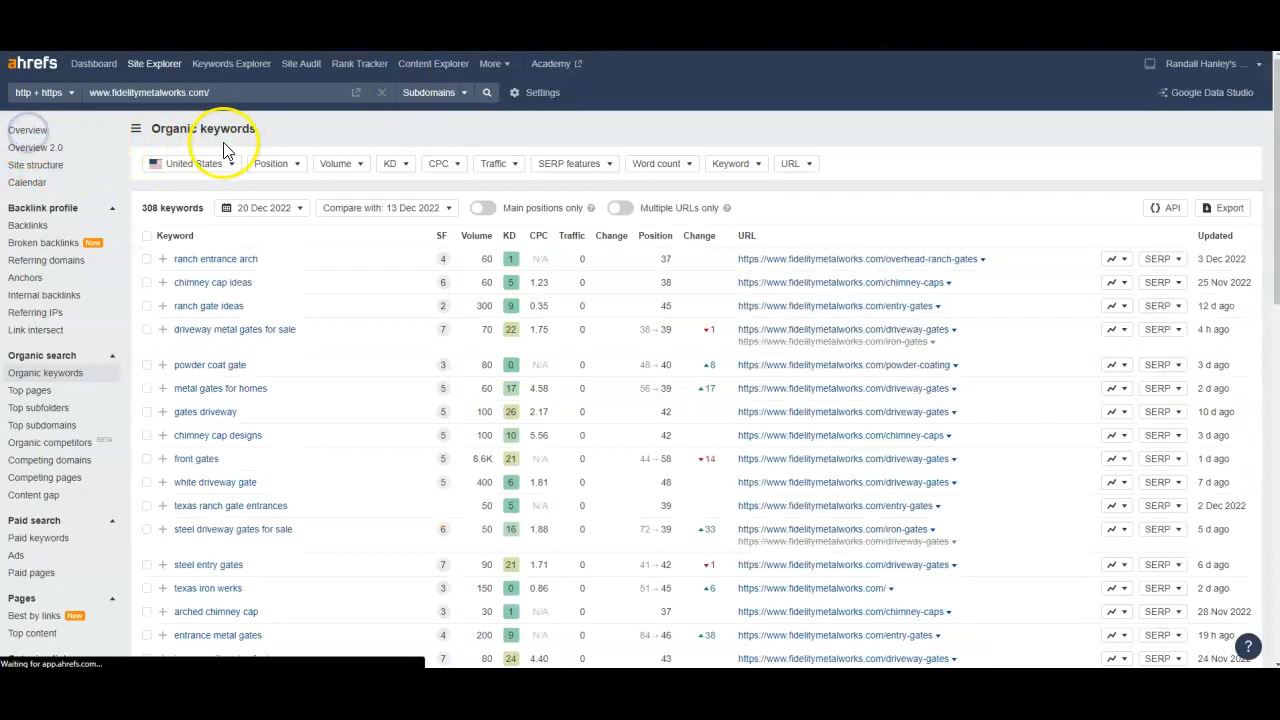 ahrefs Dashboard Site Explorer Keywords Explorer Site Audit Rank Tracker Content Explorer More Academy Randall Hanley's ...
http + https www.fidelitymetalworks.com/ Subdomains Settings Google Data Studio
Overview
Overview 2.0
Site structure
Calendar
Backlink profile
Backlinks
Broken backlinks New
Referring domains
Anchors
Internal backlinks
Referring IPs
Link intersect
Organic search
Organic keywords
Top pages
Top subfolders
Top subdomains
Organic competitors BETA
Competing domains
Competing pages
Content gap
Paid search
Paid keywords
Ads
Paid pages
Pages
Best by links New
Top content
Organic keywords
United States Position Volume KD CPC Traffic SERP features Word count Keyword URL
308 keywords 20 Dec 2022 Compare with: 13 Dec 2022 Main positions only ? Multiple URLs only ? {} API Export
Keyword SF Volume KD CPC Traffic Change Position Change URL Updated
ranch entrance arch 4 60 1 N/A 0 37 https://www.fidelitymetalworks.com/overhead-ranch-gates SERP 3 Dec 2022
chimney cap ideas 6 60 5 1.23 0 38 https://www.fidelitymetalworks.com/chimney-caps SERP 25 Nov 2022
ranch gate ideas 2 300 9 0.35 0 45 https://www.fidelitymetalworks.com/entry-gates SERP 12 d ago
driveway metal gates for sale 7 70 22 1.75 0 38 → 39 1 https://www.fidelitymetalworks.com/driveway-gates SERP 4 h ago
https://www.fidelitymetalworks.com/iron-gates
powder coat gate 3 80 0 N/A 0 48 → 40 8 https://www.fidelitymetalworks.com/powder-coating SERP 3 d ago
metal gates for homes 5 60 17 4.58 0 56 → 39 17 https://www.fidelitymetalworks.com/driveway-gates SERP 2 d ago
gates driveway 5 100 26 2.17 0 42 https://www.fidelitymetalworks.com/driveway-gates SERP 10 d ago
chimney cap designs 5 100 10 5.56 0 42 https://www.fidelitymetalworks.com/chimney-caps SERP 3 d ago
front gates 5 8.6K 21 N/A 0 44 → 58 14 https://www.fidelitymetalworks.com/driveway-gates SERP 1 d ago
white driveway gate 5 400 6 1.81 0 48 https://www.fidelitymetalworks.com/driveway-gates SERP 7 d ago
texas ranch gate entrances 50 5 N/A 0 39 https://www.fidelitymetalworks.com/entry-gates SERP 2 Dec 2022
steel driveway gates for sale 6 50 16 1.88 0 72 → 39 33 https://www.fidelitymetalworks.com/iron-gates SERP 5 d ago
https://www.fidelitymetalworks.com/driveway-gates
steel entry gates 7 90 21 1.71 0 41 → 42 1 https://www.fidelitymetalworks.com/driveway-gates SERP 6 d ago
texas iron werks 3 150 0 0.86 0 51 → 45 6 https://www.fidelitymetalworks.com/ SERP 2 d ago
arched chimney cap 3 30 1 N/A 0 37 https://www.fidelitymetalworks.com/chimney-caps SERP 28 Nov 2022
entrance metal gates 4 200 9 N/A 0 84 → 46 38 https://www.fidelitymetalworks.com/entry-gates SERP 19 h ago
7 80 24 4.40 0 43 https://www.fidelitymetalworks.com/driveway-gates SERP 24 Nov 2022
?
Waiting for app.ahrefs.com...